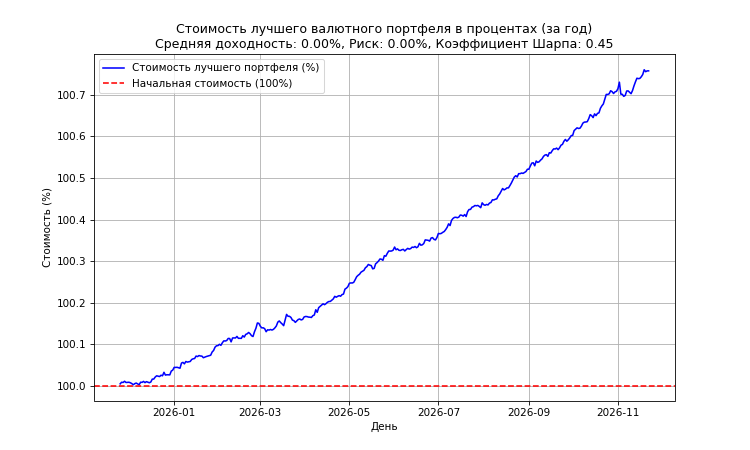 Стоимость лучшего валютного портфеля в процентах (за год)
Средняя доходность: 0.00%, Риск: 0.00%, Коэффициент Шарпа: 0.45
Стоимость лучшего портфеля (%)
Начальная стоимость (100%)
Стоимость (%)
100.7
100.6
100.5
100.4
100.3
100.2
100.1
100.0
2026-01 2026-03 2026-05 2026-07 2026-09 2026-11
День